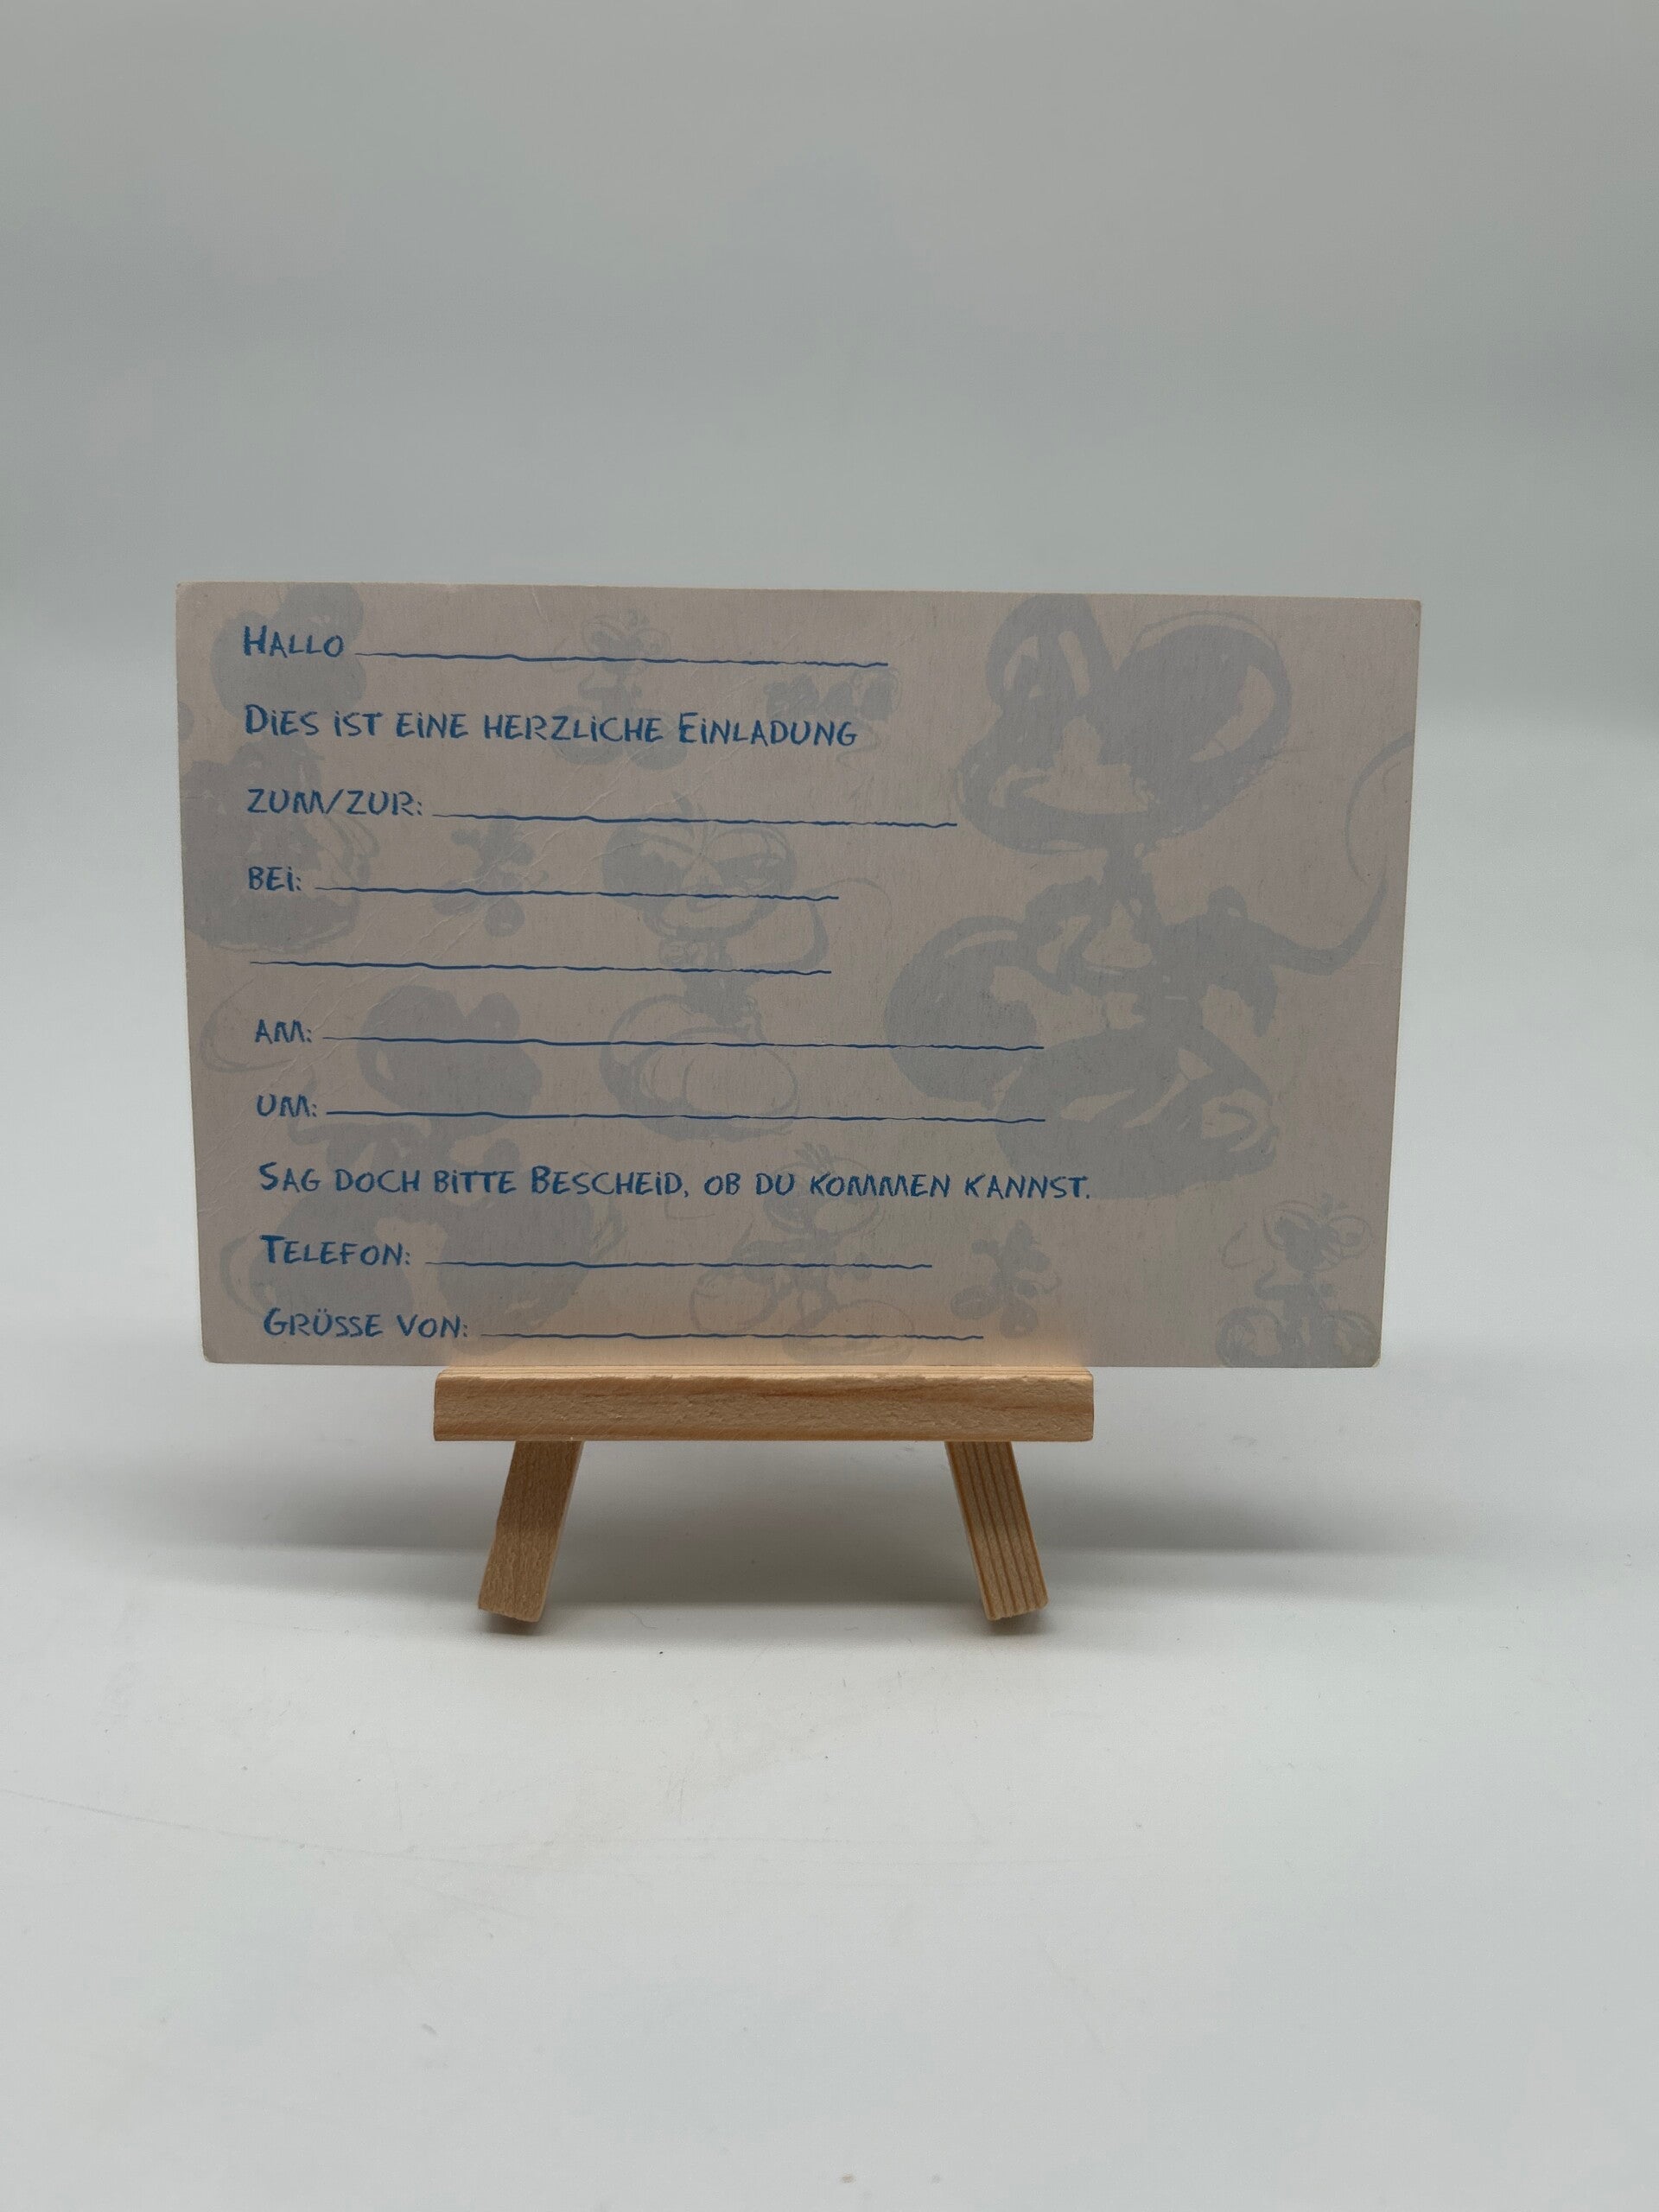 Hallo
Dies ist eine herzliche Einladung
zum/zur:
bei:
am:
um:
Sag doch bitte Bescheid, ob du kommen kannst.
Telefon:
Grüsse von: